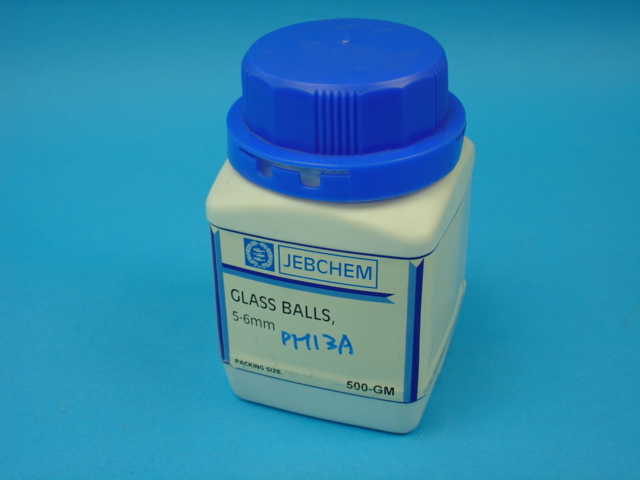 JEBCHEM
GLASS BALLS,
5-6mm
PM13A
PACKING SIZE:
500-GM